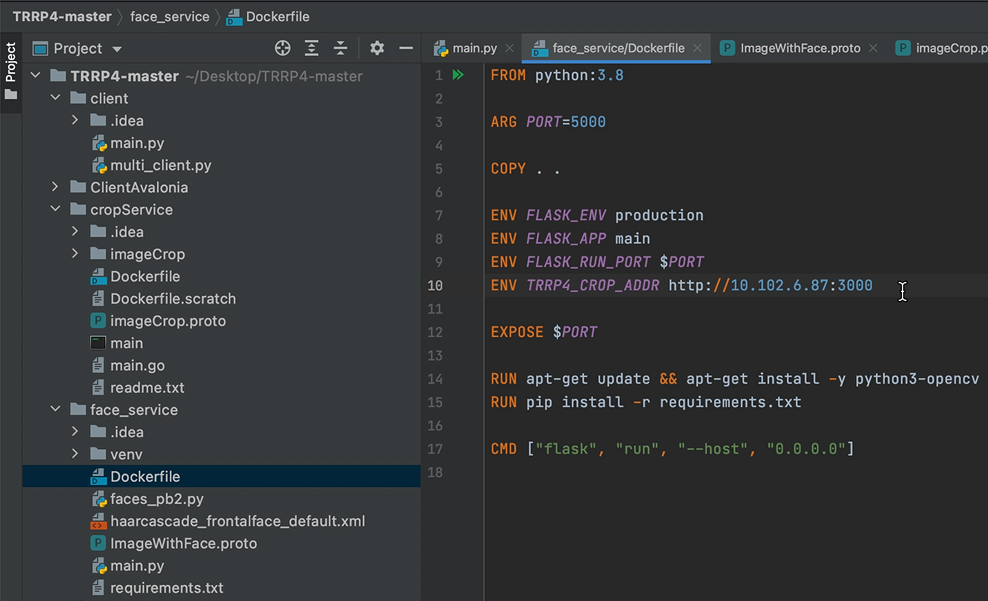 TRRP4-master face_service Dockerfile
Project
Project
main.py face_service/Dockerfile ImageWithFace.proto imageCrop.p
TRRP4-master ~/Desktop/TRRP4-master
client
.idea
main.py
multi_client.py
ClientAvalonia
cropService
.idea
imageCrop
Dockerfile
Dockerfile.scratch
imageCrop.proto
main
main.go
readme.txt
face_service
.idea
venv
Dockerfile
faces_pb2.py
haarcascade_frontalface_default.xml
ImageWithFace.proto
main.py
requirements.txt
1 FROM python:3.8
2
3 ARG PORT=5000
4
5 COPY . .
6
7 ENV FLASK_ENV production
8 ENV FLASK_APP main
9 ENV FLASK_RUN_PORT $PORT
10 ENV TRRP4_CROP_ADDR http://10.102.6.87:3000
11
12 EXPOSE $PORT
13
14 RUN apt-get update && apt-get install -y python3-opencv
15 RUN pip install -r requirements.txt
16
17 CMD ["flask", "run", "--host", "0.0.0.0"]
18